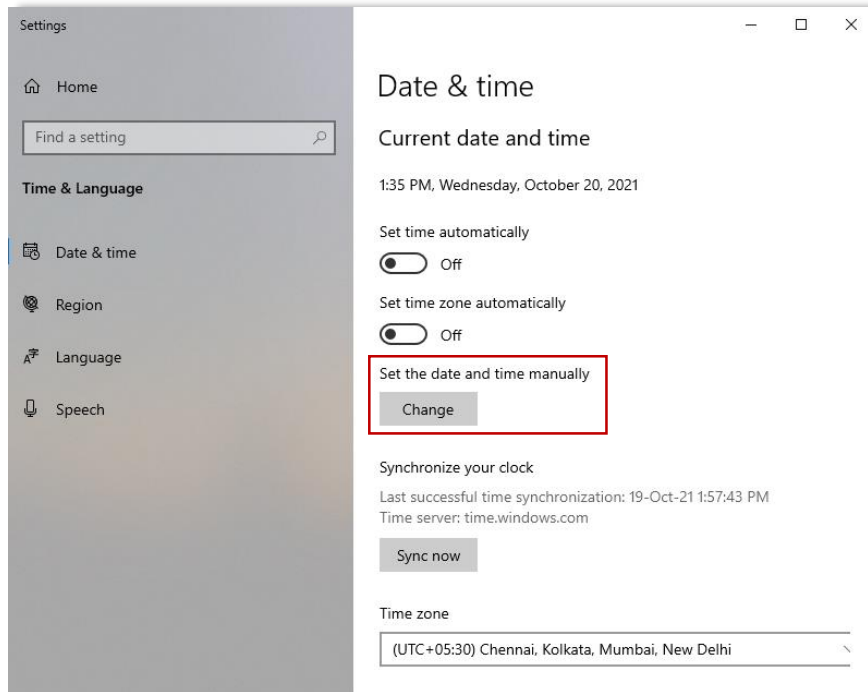 Settings
Home
Find a setting
Time & Language
Date & time
Region
Language
Speech
Date & time
Current date and time
1:35 PM, Wednesday, October 20, 2021
Set time automatically
Off
Set time zone automatically
Off
Set the date and time manually
Change
Synchronize your clock
Last successful time synchronization: 19-Oct-21 1:57:43 PM
Time server: time.windows.com
Sync now
Time zone
(UTC+05:30) Chennai, Kolkata, Mumbai, New Delhi